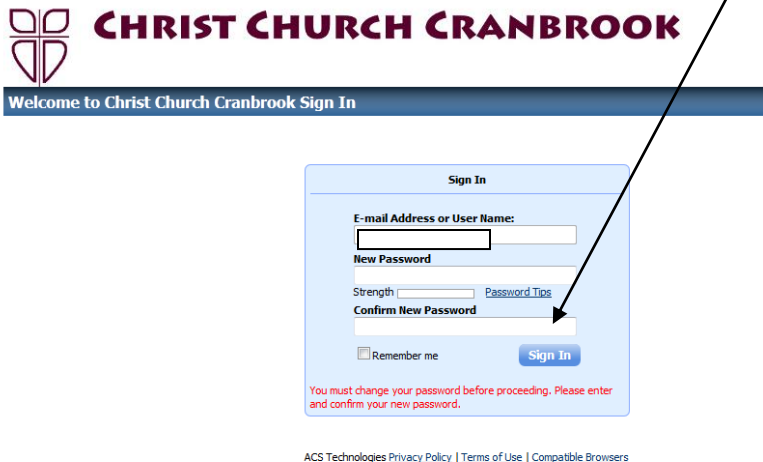 CHRIST CHURCH CRANBROOK
Welcome to Christ Church Cranbrook Sign In
Sign In
E-mail Address or User Name:
New Password
Strength Password Tips
Confirm New Password
Remember me Sign In
You must change your password before proceeding. Please enter
and confirm your new password.
ACS Technologies Privacy Policy | Terms of Use | Compatible Browsers